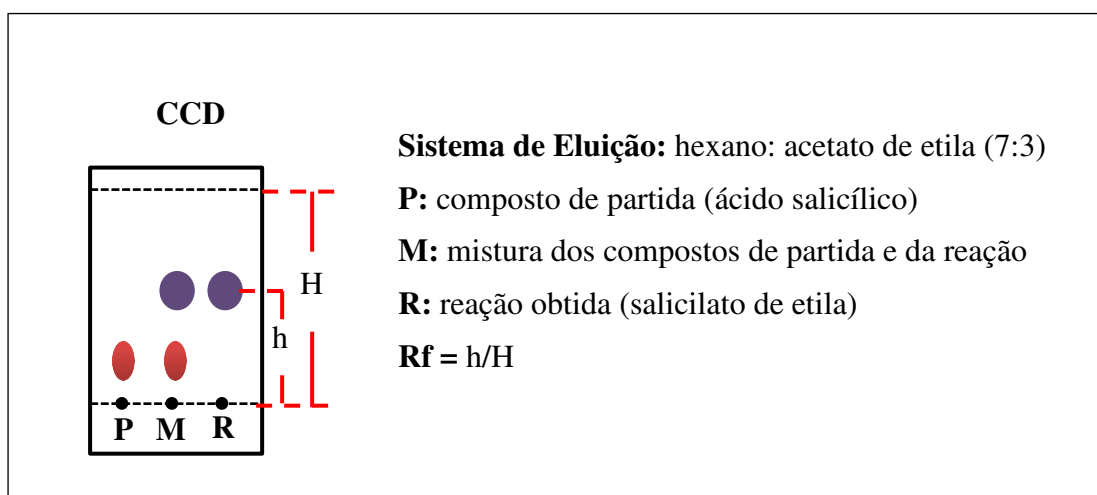 CCD
Sistema de Eluição: hexano: acetato de etila (7:3)
P: composto de partida (ácido salicílico)
M: mistura dos compostos de partida e da reação
R: reação obtida (salicilato de etila)
Rf = h/H
H
h
P M R